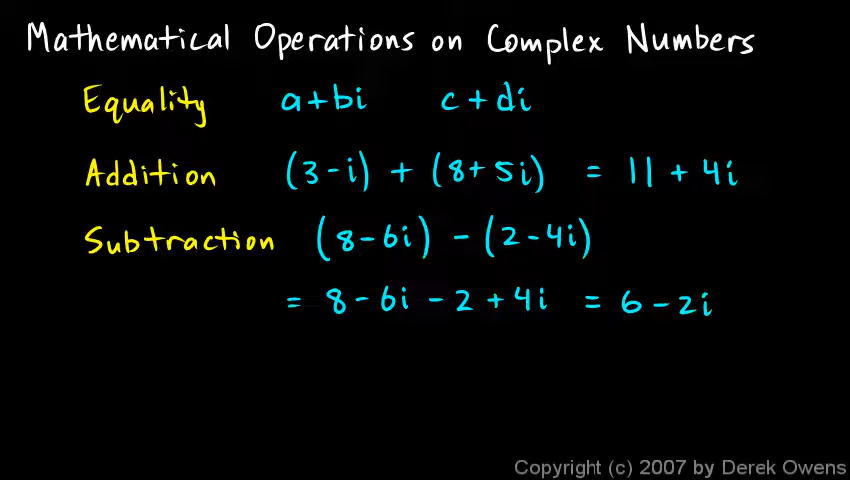 Mathematical Operations on Complex Numbers
Equality a+bi c+di
Addition (3-i) + (8+5i) = 11 + 4i
Subtraction (8-6i) - (2-4i)
= 8-6i-2+4i = 6-2i
Copyright (c) 2007 by Derek Owens